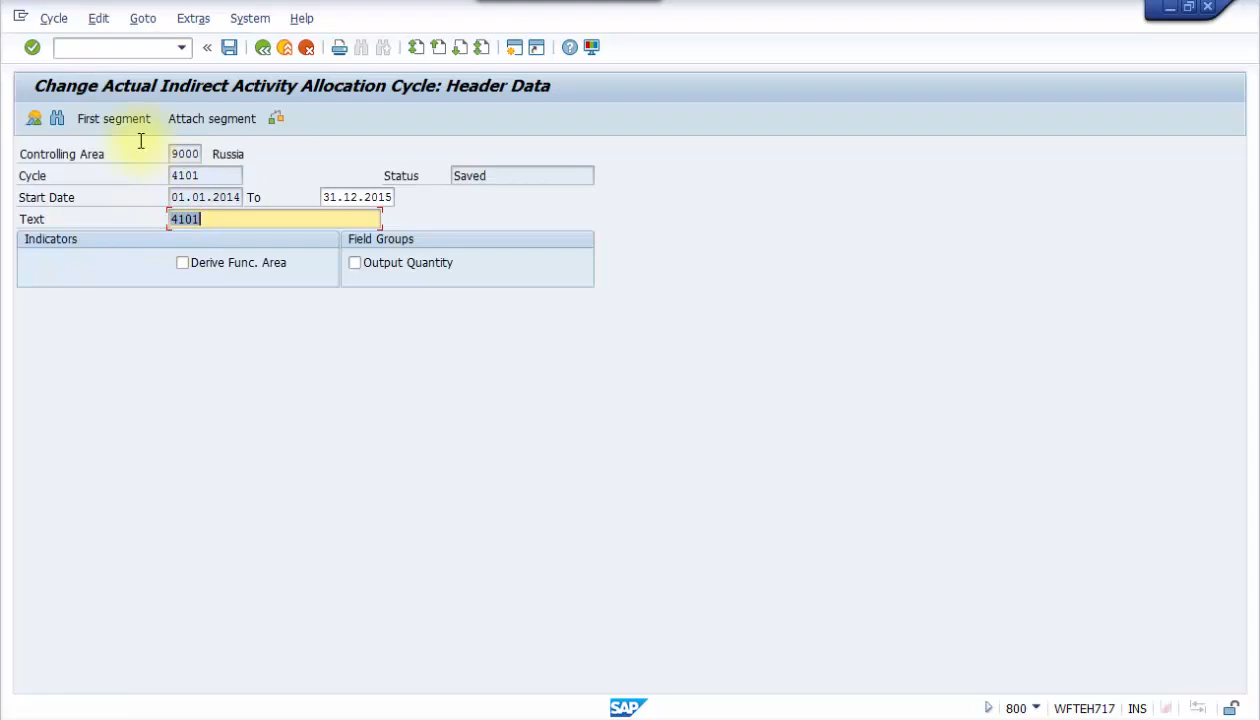 Cycle Edit Goto Extras System Help
Change Actual Indirect Activity Allocation Cycle: Header Data
First segment Attach segment
Controlling Area 9000 Russia
Cycle 4101 Status Saved
Start Date 01.01.2014 To 31.12.2015
Text 4101
Indicators Field Groups
Derive Func. Area Output Quantity
SAP 800 WFTEH717 INS